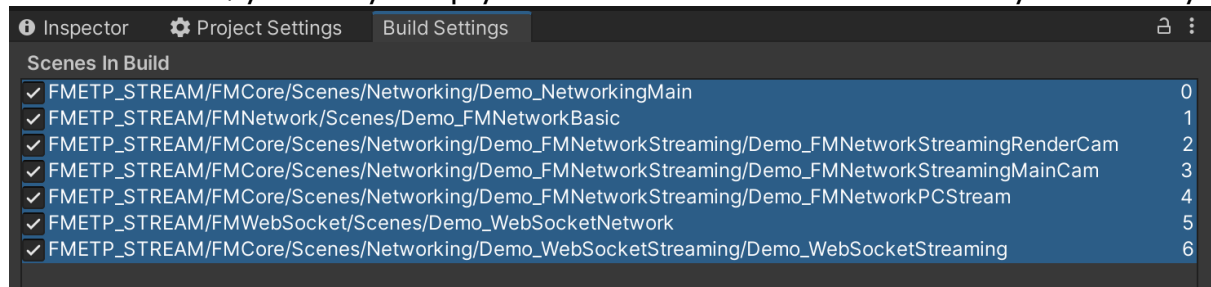 Inspector Project Settings Build Settings
Scenes In Build
FMETP_STREAM/FMCore/Scenes/Networking/Demo_NetworkingMain 0
FMETP_STREAM/FMNetwork/Scenes/Demo_FMNetworkBasic 1
FMETP_STREAM/FMCore/Scenes/Networking/Demo_FMNetworkStreaming/Demo_FMNetworkStreamingRenderCam 2
FMETP_STREAM/FMCore/Scenes/Networking/Demo_FMNetworkStreaming/Demo_FMNetworkStreamingMainCam 3
FMETP_STREAM/FMCore/Scenes/Networking/Demo_FMNetworkStreaming/Demo_FMNetworkPCStream 4
FMETP_STREAM/FMWebSocket/Scenes/Demo_WebSocketNetwork 5
FMETP_STREAM/FMCore/Scenes/Networking/Demo_WebSocketStreaming/Demo_WebSocketStreaming 6